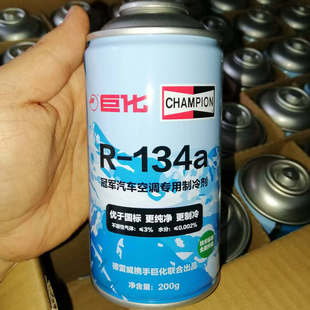 巨化
CHAMPION
R-134a
冠军汽车空调专用制冷剂
优于国标 更纯净 更制冷
不凝性气体:≤3% 水分:≤0.002%
德雷威携手巨化联合出品
净含量: 200g